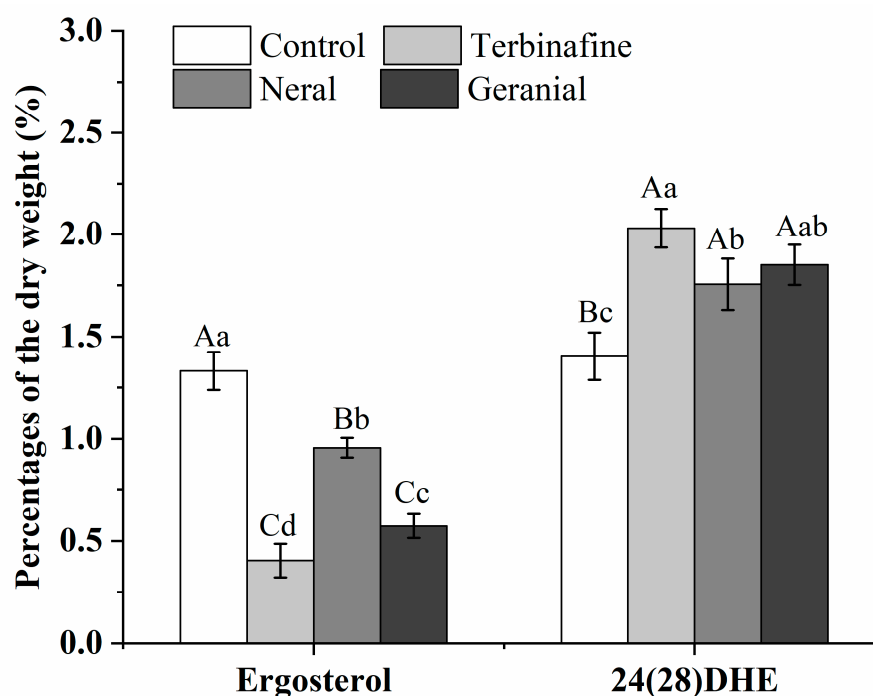 Percentages of the dry weight (%)
3.0
2.5
2.0
1.5
1.0
0.5
0.0
Control
Terbinafine
Neral
Geranial
Aa
Cd
Bb
Cc
Bc
Aa
Ab
Aab
Ergosterol
24(28)DHE